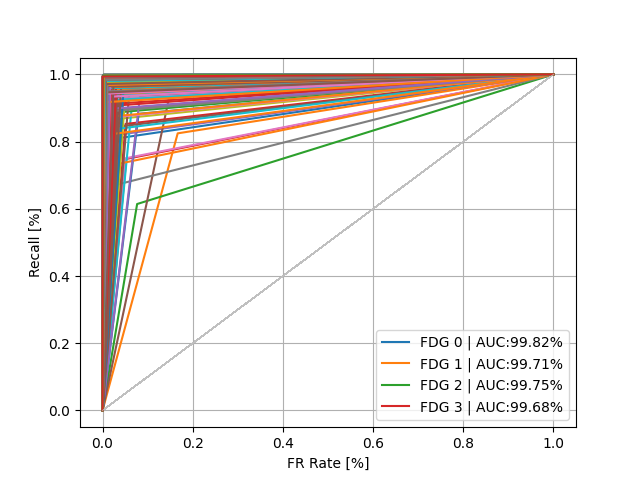 1.0
0.8
0.6
0.4
0.2
0.0
Recall [%]
0.0 0.2 0.4 0.6 0.8 1.0
FR Rate [%]
FDG 0 | AUC:99.82%
FDG 1 | AUC:99.71%
FDG 2 | AUC:99.75%
FDG 3 | AUC:99.68%